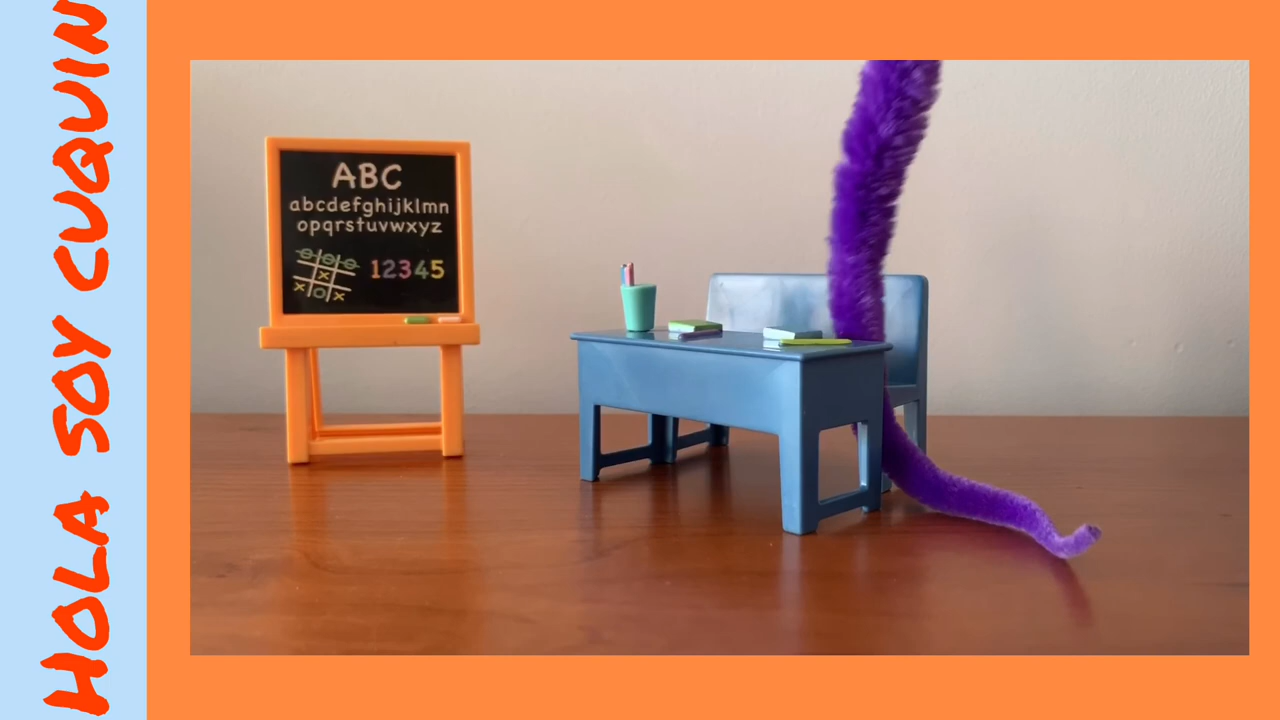 HOLA SOY CUQUIN
ABC
abcdefghijklmn
opqrstuvwxyz
12345